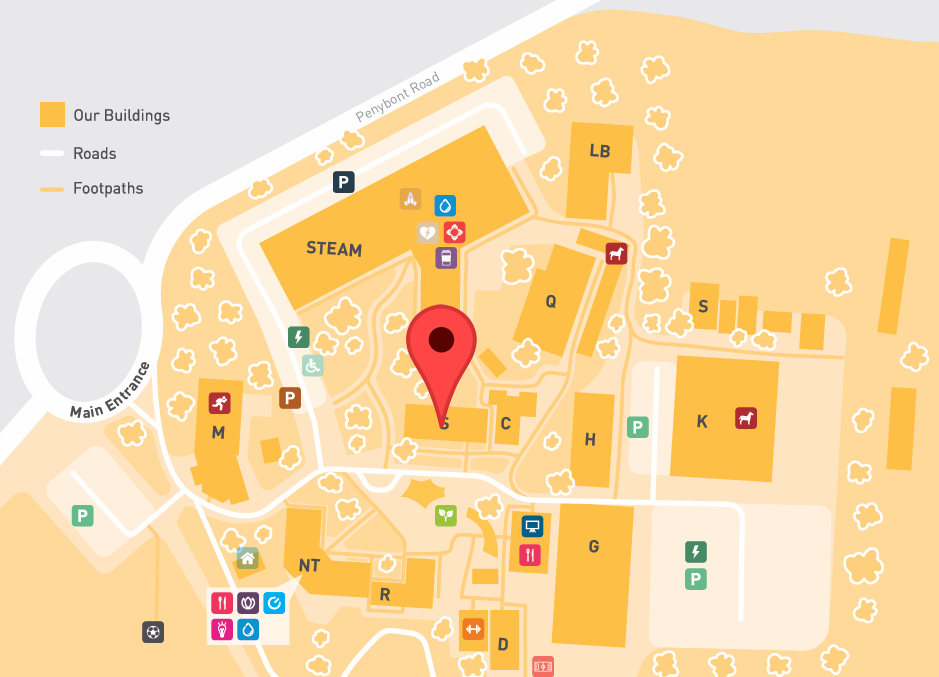 Penybont Road
Our Buildings
Roads
Footpaths
P
LB
STEAM
Q
S
Main Entrance
P
M
S
C
H
P
K
P
NT
R
G
P
D